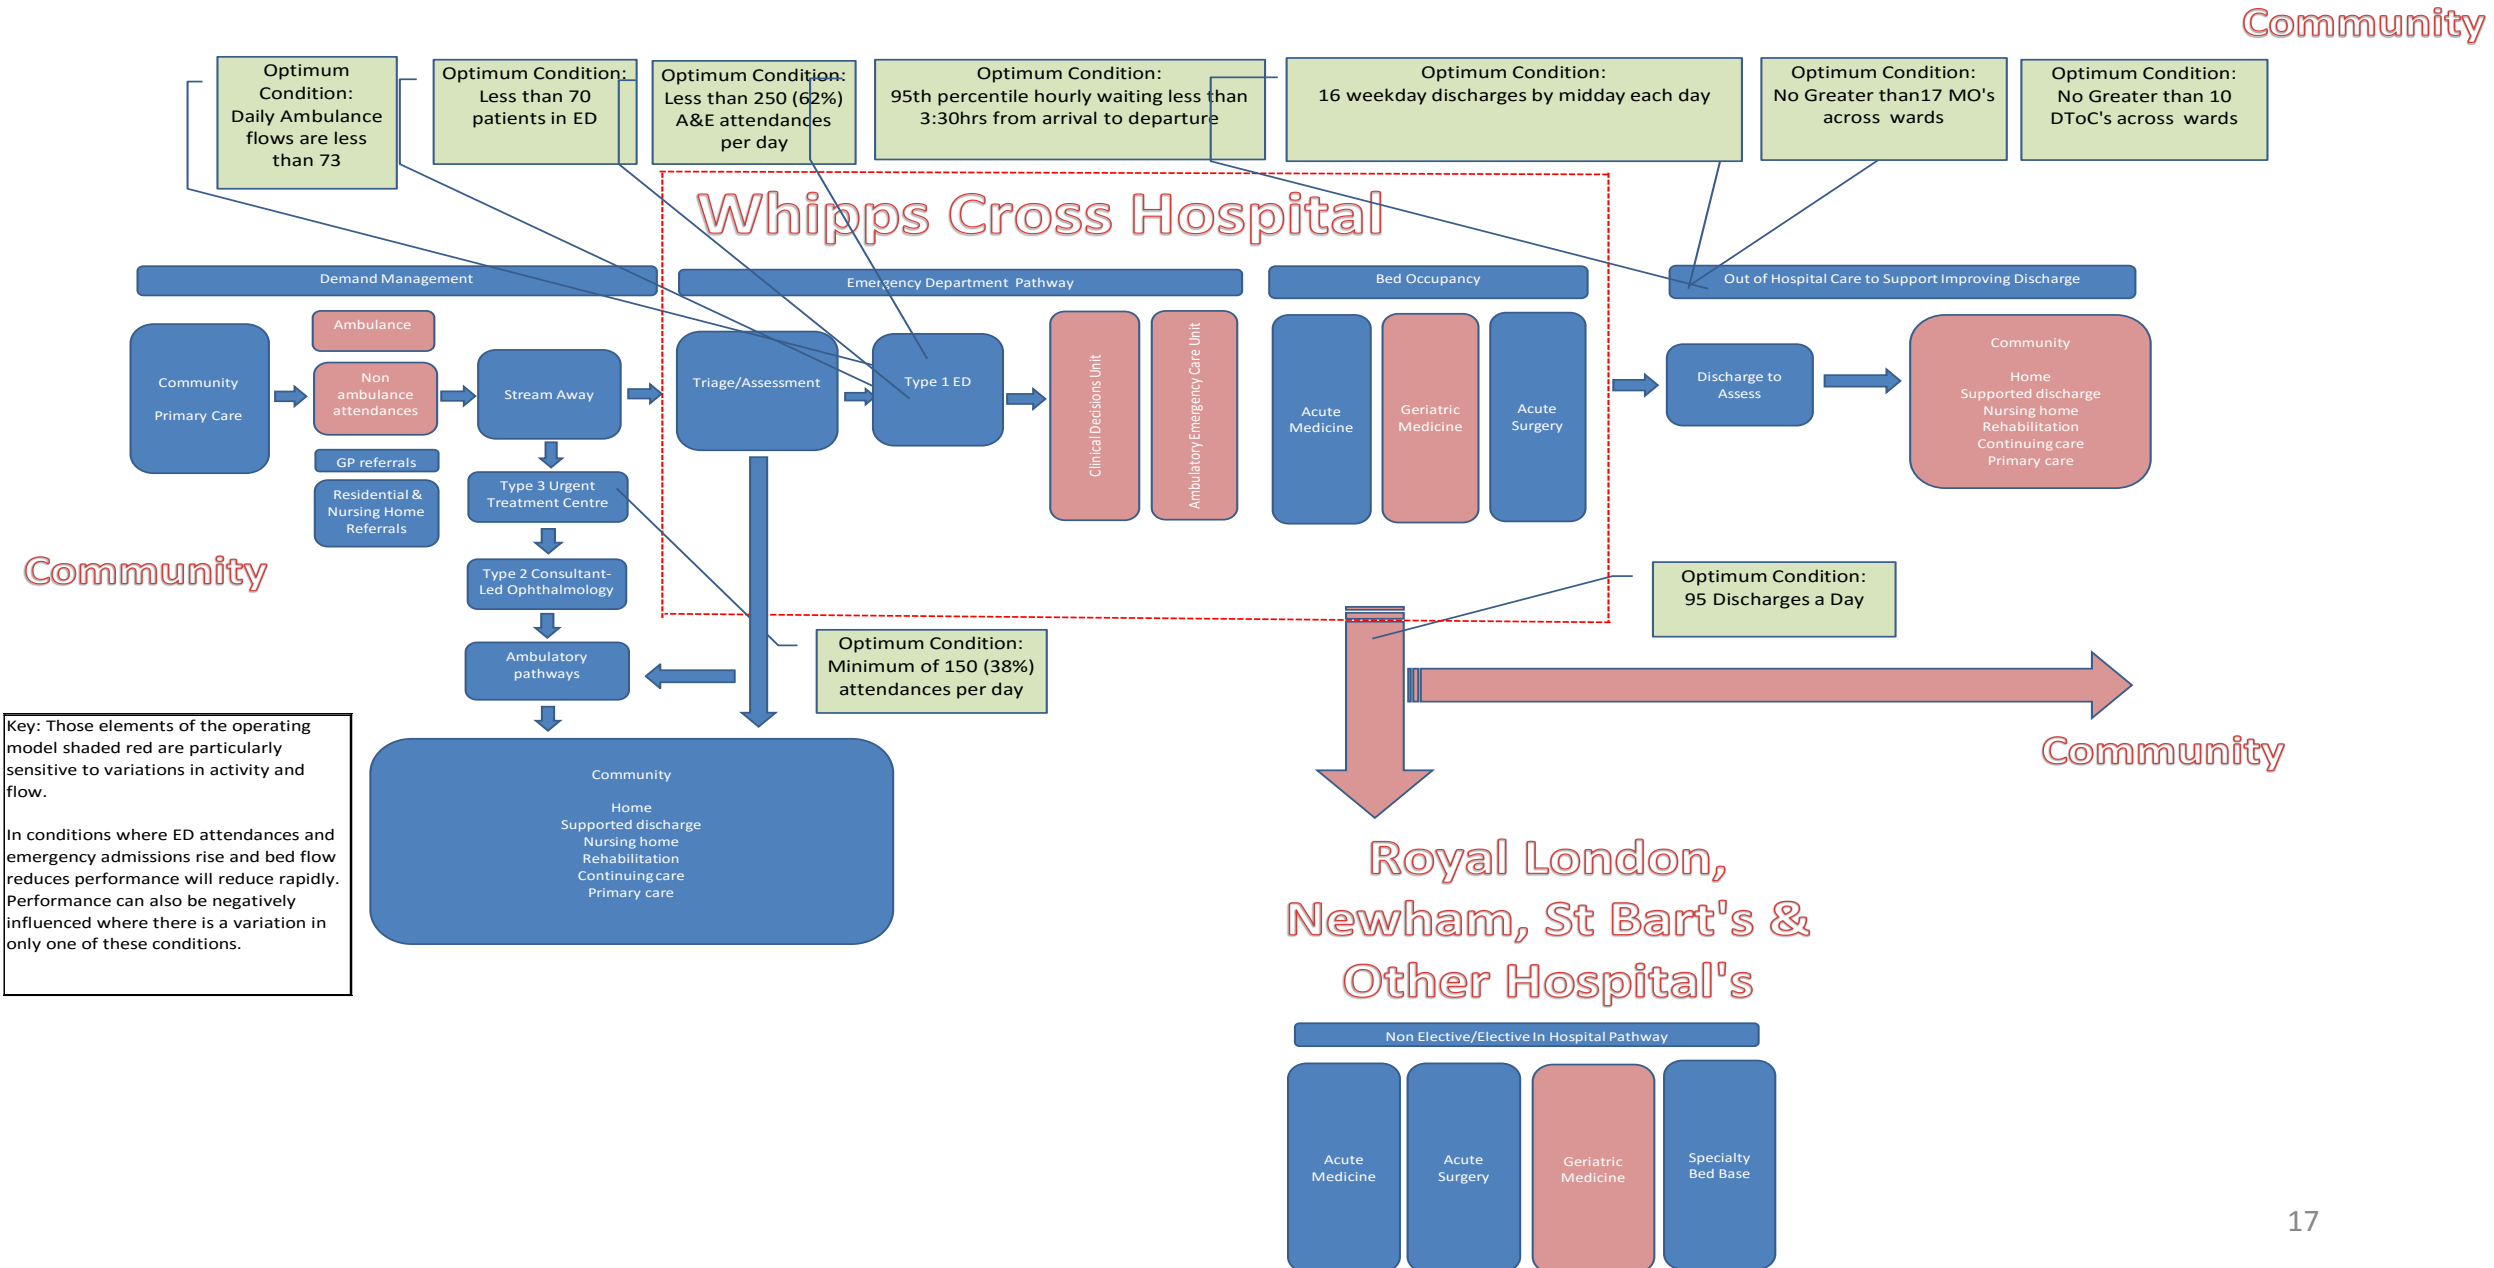 Community
Optimum
Condition:
Daily Ambulance
flows are less
than 73
Optimum Condition:
Less than 70
patients in ED
Optimum Condition:
Less than 250 (62%)
A&E attendances
per day
Optimum Condition:
95th percentile hourly waiting less than
3:30hrs from arrival to departure
Optimum Condition:
16 weekday discharges by midday each day
Optimum Condition:
No Greater than17 MO's
across wards
Optimum Condition:
No Greater than 10
DToC's across wards
Whipps Cross Hospital
Demand Management
Emergency Department Pathway
Bed Occupancy
Out of Hospital Care to Support Improving Discharge
Community
Primary Care
Ambulance
Non
ambulance
attendances
GP referrals
Residential &
Nursing Home
Referrals
Stream Away
Type 3 Urgent
Treatment Centre
Type 2 Consultant-
Led Ophthalmology
Ambulatory
pathways
Triage/Assessment
Type 1 ED
Clinical Decisions Unit
Ambulatory Emergency Care Unit
Acute
Medicine
Geriatric
Medicine
Acute
Surgery
Discharge to
Assess
Community
Home
Supported discharge
Nursing home
Rehabilitation
Continuing care
Primary care
Community
Optimum Condition:
95 Discharges a Day
Optimum Condition:
Minimum of 150 (38%)
attendances per day
Community
Key: Those elements of the operating
model shaded red are particularly
sensitive to variations in activity and
flow.
In conditions where ED attendances and
emergency admissions rise and bed flow
reduces performance will reduce rapidly.
Performance can also be negatively
influenced where there is a variation in
only one of these conditions.
Community
Home
Supported discharge
Nursing home
Rehabilitation
Continuing care
Primary care
Royal London,
Newham, St Bart's &
Other Hospital's
Non Elective/Elective In Hospital Pathway
Acute
Medicine
Acute
Surgery
Geriatric
Medicine
Specialty
Bed Base
17